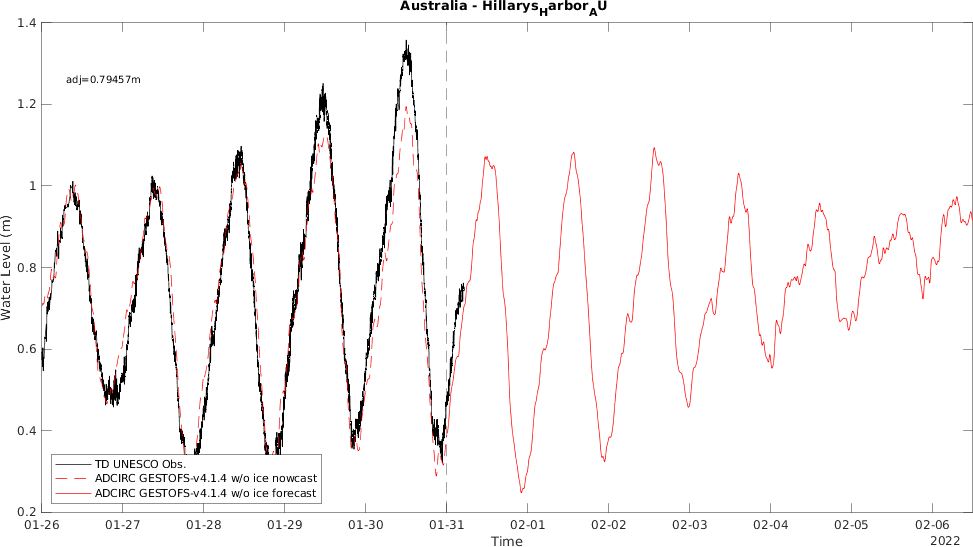 Australia - HillarysHarborAU
1.4
adj=0.79457m
1.2
1
0.8
Water Level (m)
0.6
0.4
TD UNESCO Obs.
ADCIRC GESTOFS-v4.1.4 w/o ice nowcast
ADCIRC GESTOFS-v4.1.4 w/o ice forecast
0.2
01-26 01-27 01-28 01-29 01-30 01-31 02-01 02-02 02-03 02-04 02-05 02-06
Time 2022